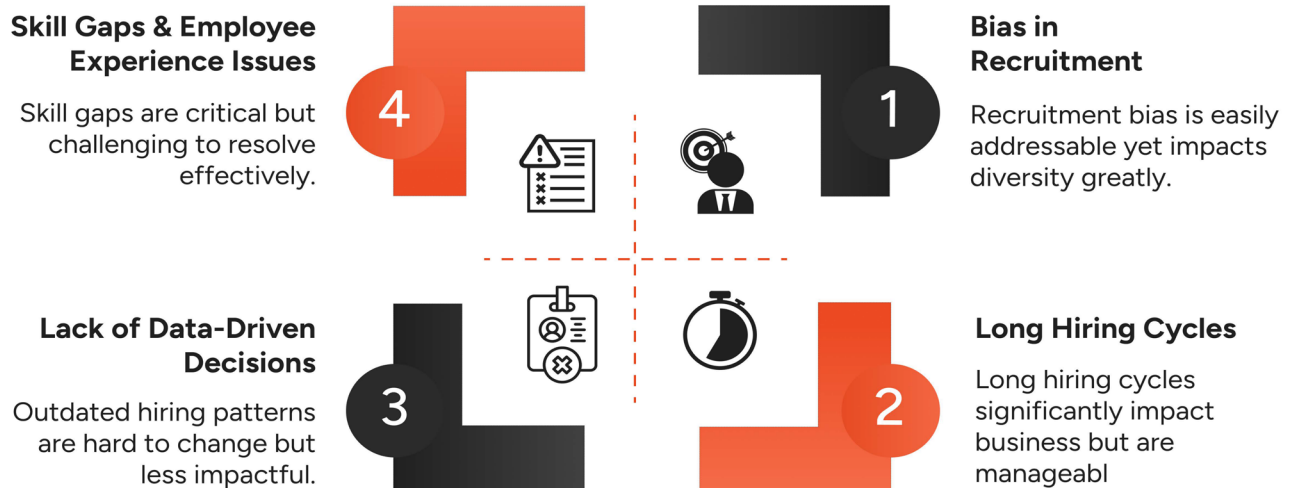 Skill Gaps & Employee
Experience Issues
4
Skill gaps are critical but
challenging to resolve
effectively.
1
Bias in
Recruitment
Recruitment bias is easily
addressable yet impacts
diversity greatly.
Lack of Data-Driven
Decisions
3
Outdated hiring patterns
are hard to change but
less impactful.
2
Long Hiring Cycles
Long hiring cycles
significantly impact
business but are
manageabl